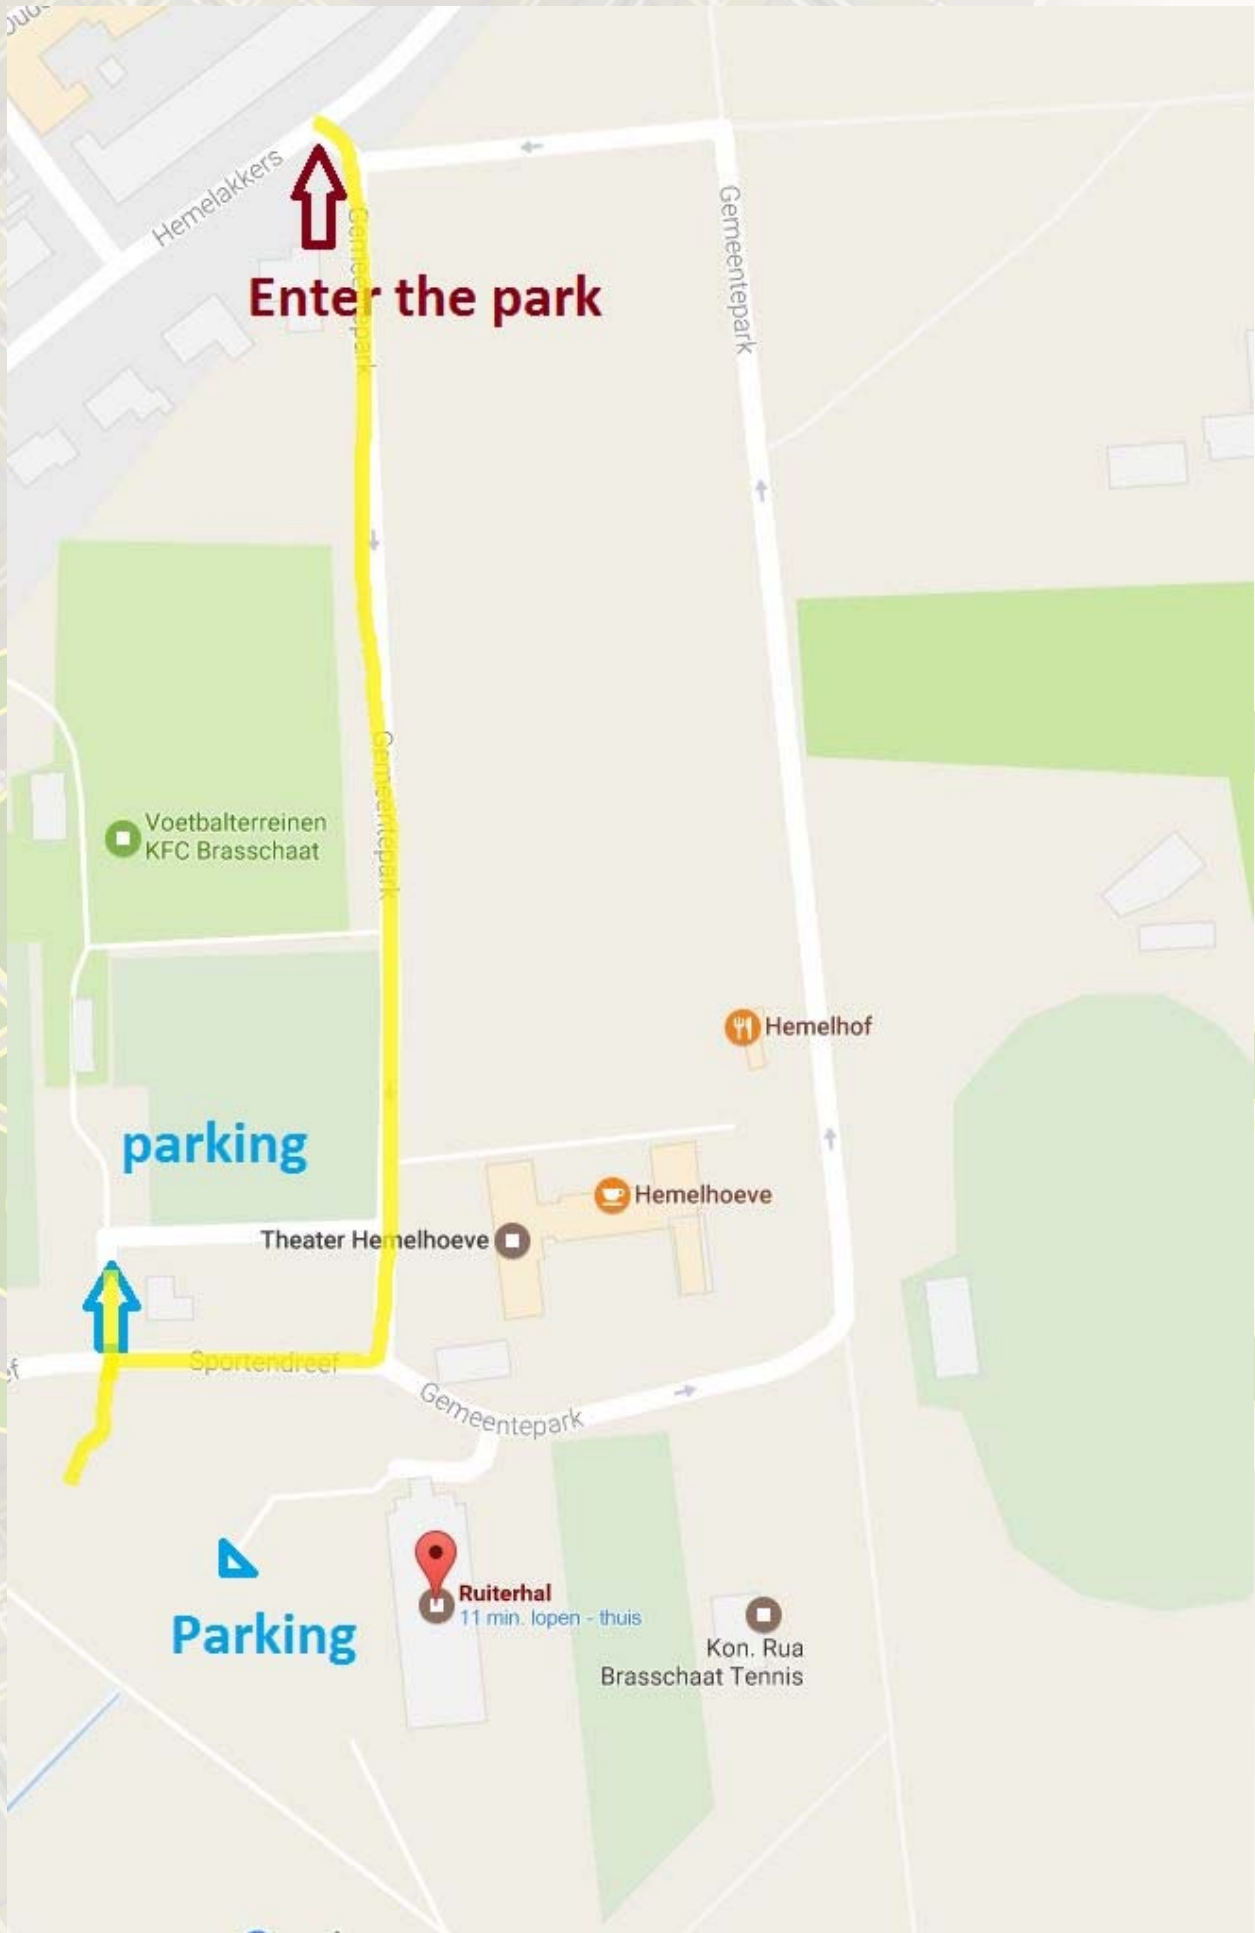 Hemelakkers
Gemeentepark
Gemeentepark
Enter the park
Gemeentepark
Voetbalterreinen
KFC Brasschaat
Hemelhof
parking
Hemelhoeve
Theater Hemelhoeve
Sportendreef
Gemeentepark
Ruiterhal
11 min. lopen - thuis
Parking
Kon. Rua
Brasschaat Tennis